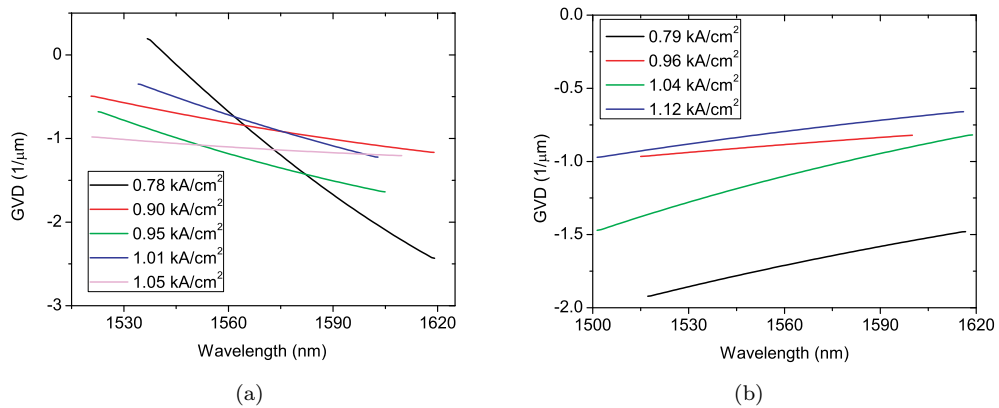 0
-1
-2
-3
GVD (1/μm)
0.78 kA/cm²
0.90 kA/cm²
0.95 kA/cm²
1.01 kA/cm²
1.05 kA/cm²
1530 1560 1590 1620
Wavelength (nm)
(a)
0.0
-0.5
-1.0
-1.5
-2.0
GVD (1/μm)
0.79 kA/cm²
0.96 kA/cm²
1.04 kA/cm²
1.12 kA/cm²
1500 1530 1560 1590 1620
Wavelength (nm)
(b)